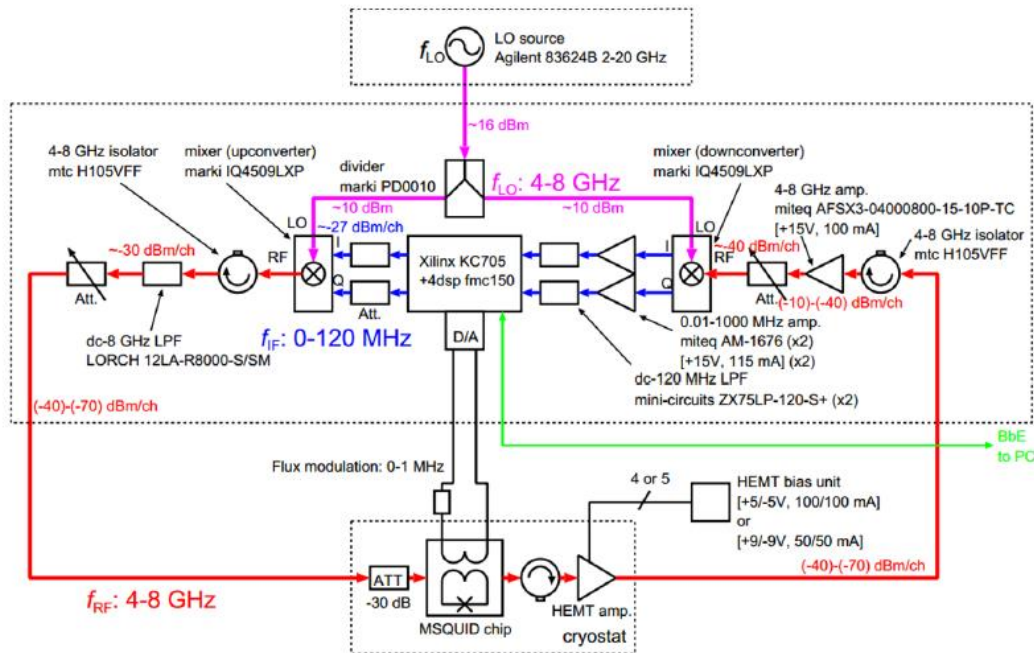 LO source
Agilent 83624B 2-20 GHz
fLO
~16 dBm
4-8 GHz isolator
mtc H105VFF
mixer (upconverter)
marki IQ4509LXP
divider
marki PD0010
fLO: 4-8 GHz
mixer (downconverter)
marki IQ4509LXP
4-8 GHz amp.
miteq AFSX3-04000800-15-10P-TC
[+15V, 100 mA]
4-8 GHz isolator
mtc H105VFF
LO
~10 dBm
~10 dBm
LO
~-30 dBm/ch
RF
I
~-27 dBm/ch
Xilinx KC705
+4dsp fmc150
I
RF
~-40 dBm/ch
Att.
Q
Att.
Q
Att.
(-10)-(-40) dBm/ch
dc-8 GHz LPF
LORCH 12LA-R8000-S/SM
fIF: 0-120 MHz
D/A
0.01-1000 MHz amp.
miteq AM-1676 (x2)
[+15V, 115 mA] (x2)
dc-120 MHz LPF
mini-circuits ZX75LP-120-S+ (x2)
(-40)-(-70) dBm/ch
BbE
to PC
Flux modulation: 0-1 MHz
4 or 5
HEMT bias unit
[+5/-5V, 100/100 mA]
or
[+9/-9V, 50/50 mA]
ATT
-30 dB
(-40)-(-70) dBm/ch
fRF: 4-8 GHz
MSQUID chip
HEMT amp.
cryostat